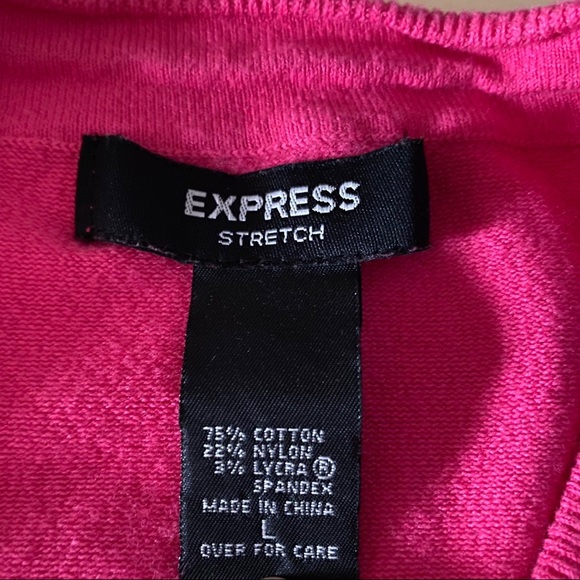 EXPRESS
STRETCH
75% COTTON
22% NYLON
3% LYCRA ®
SPANDEX
MADE IN CHINA
L
OVER FOR CARE